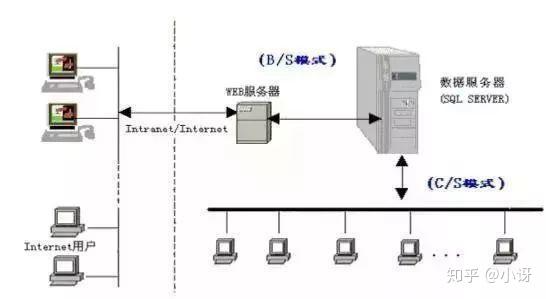 (B/S模式)
WEB服务器
数据服务器
(SQL SERVER)
Intranet/Internet
(C/S模式)
Internet用户
知乎 @小讶